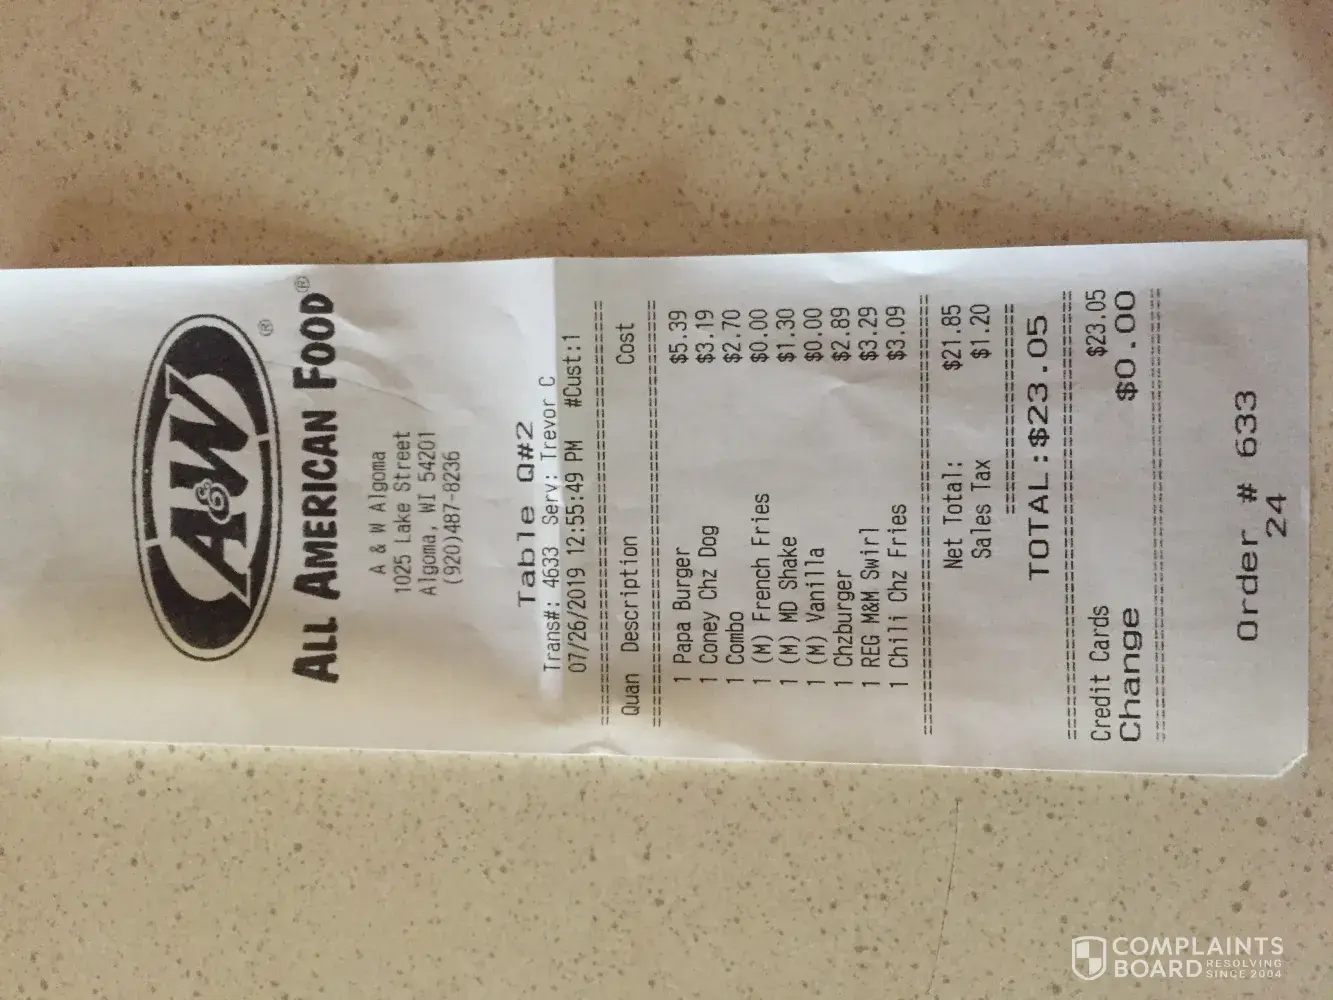 A&W®
ALL AMERICAN FOOD®
A & W Algoma
1025 Lake Street
Algoma, WI 54201
(920)487-8236
Table Q#2
Trans#: 4633 Serv: Trevor C
07/26/2019 12:55:49 PM #Cust:1
==========================================
Quan Description Cost
==========================================
1 Papa Burger $5.39
1 Coney Chz Dog $3.19
1 Combo $2.70
1 (M) French Fries $0.00
1 (M) MD Shake $1.30
1 (M) Vanilla $0.00
1 Chzburger $2.89
1 REG M&M Swirl $3.29
1 Chili Chz Fries $3.09
==========================================
Net Total: $21.85
Sales Tax $1.20
====================
TOTAL:$23.05
==========================================
Credit Cards $23.05
Change $0.00
==========================================
Order # 633
24
COMPLAINTS
BOARD RESOLVING
SINCE 2004